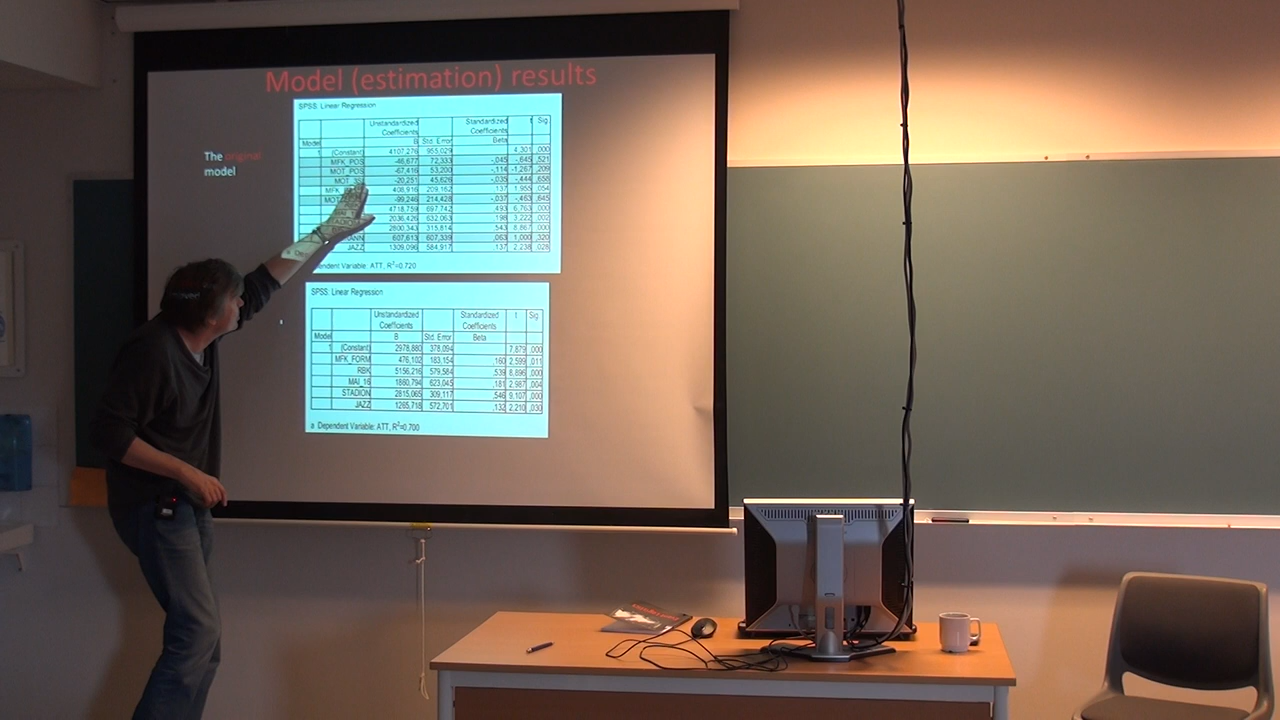 Model (estimation) results
SPSS: Linear Regression
Unstandardized Standardized t Sig
Coefficients Coefficients
B Std. Error Beta
Model
1 (Constant) 4107,276 4,301 ,000
The original model
MFK_POS -46,677 72,333 -,045 -,645 ,521
MOT_POS -67,416 53,200 -,114 -1,267 ,209
MOT_3S -20,251 45,626 -,035 -,444 ,658
MFK_ 406,916 209,162 ,137 1,955 ,054
-99,246 214,428 -,037 -,463 ,645
4718,759 697,742 ,493 6,763 ,000
2036,426 632,063 ,198 3,222 ,002
2800,343 315,814 ,543 8,867 ,000
607,613 607,339 ,063 1,000 ,320
JAZZ 1309,096 584,917 ,137 2,238 ,028
endent Variable: ATT, R²=0.720
SPSS: Linear Regression
Unstandardized Standardized t Sig
Coefficients Coefficients
Model B Std. Error Beta
1 (Constant) 2978,880 378,094 7,879 ,000
MFK_FORM 476,102 183,154 ,160 2,599 ,011
RBK 5156,216 579,584 ,539 8,896 ,000
MAI_16 1860,794 623,045 ,181 2,987 ,004
STADION 2815,065 309,117 ,546 9,107 ,000
JAZZ 1265,718 572,701 ,132 2,210 ,030
a. Dependent Variable: ATT, R²=0.700